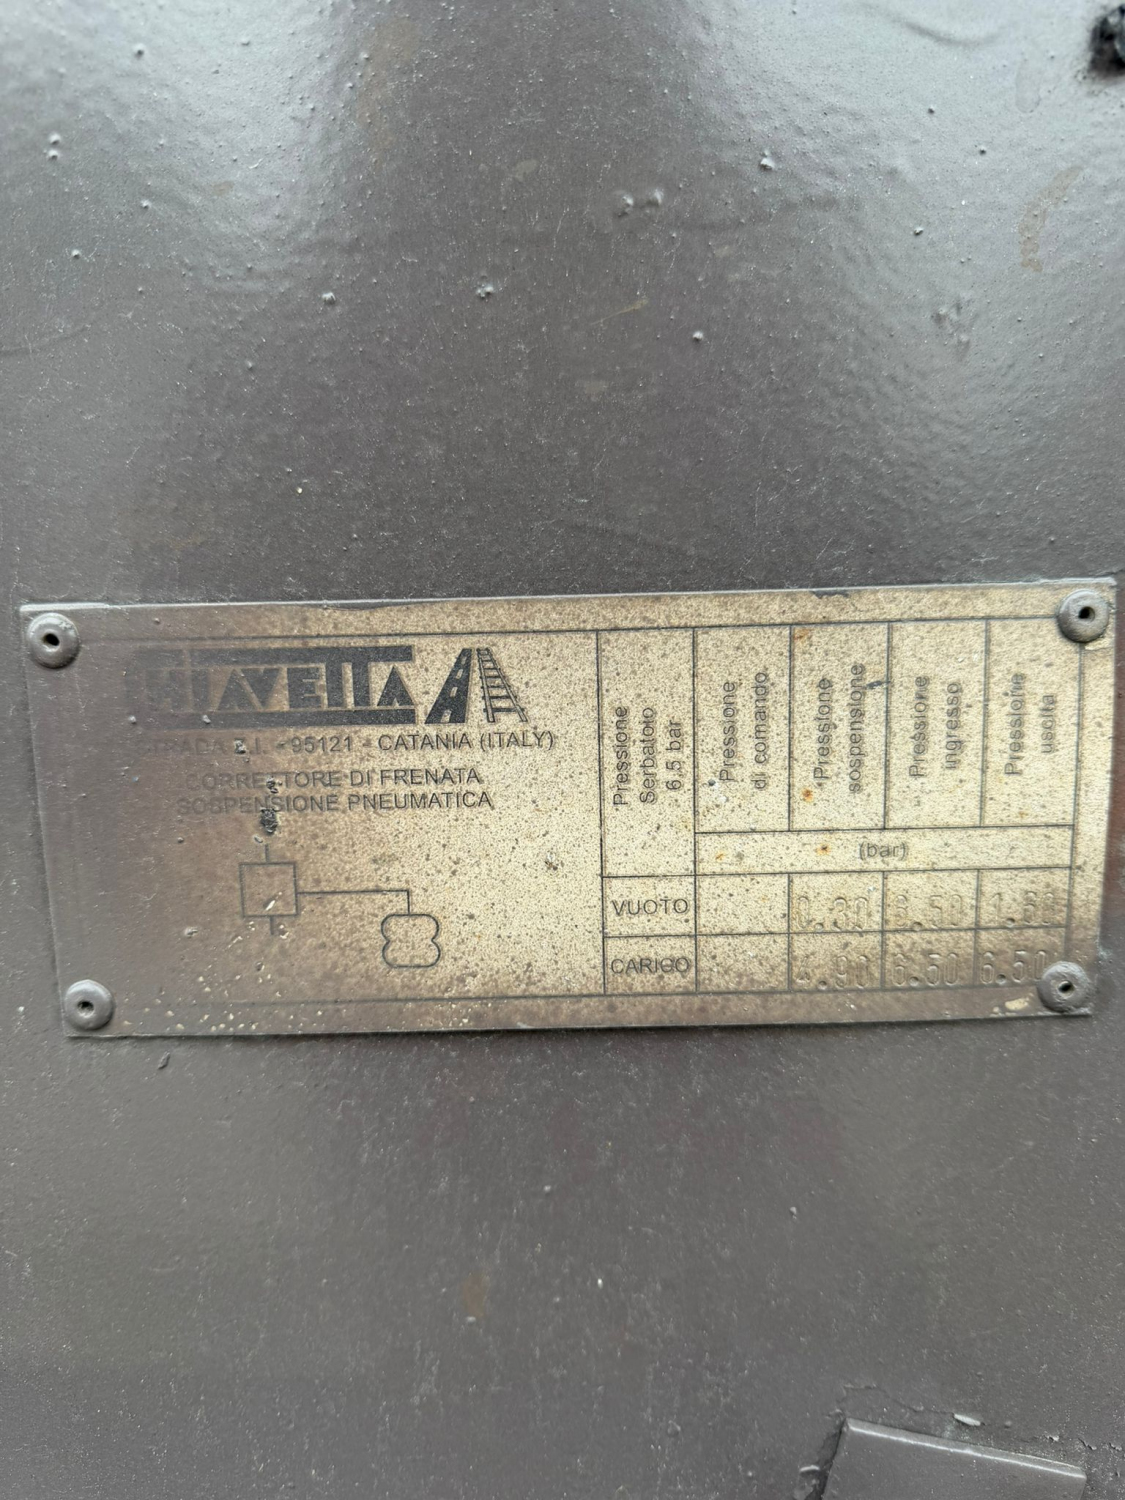 CHIAVETTA
STRADA Z.I. - 95121 - CATANIA (ITALY)
CORRETTORE DI FRENATA
SOSPENSIONE PNEUMATICA
Pressione
Serbatoio
6.5 bar
Pressione
di comando
Pressione
sospensione
Pressione
ingresso
Pressione
uscita
(bar)
VUOTO 0.30 6.50 1.60
CARICO 4.90 6.50 6.50